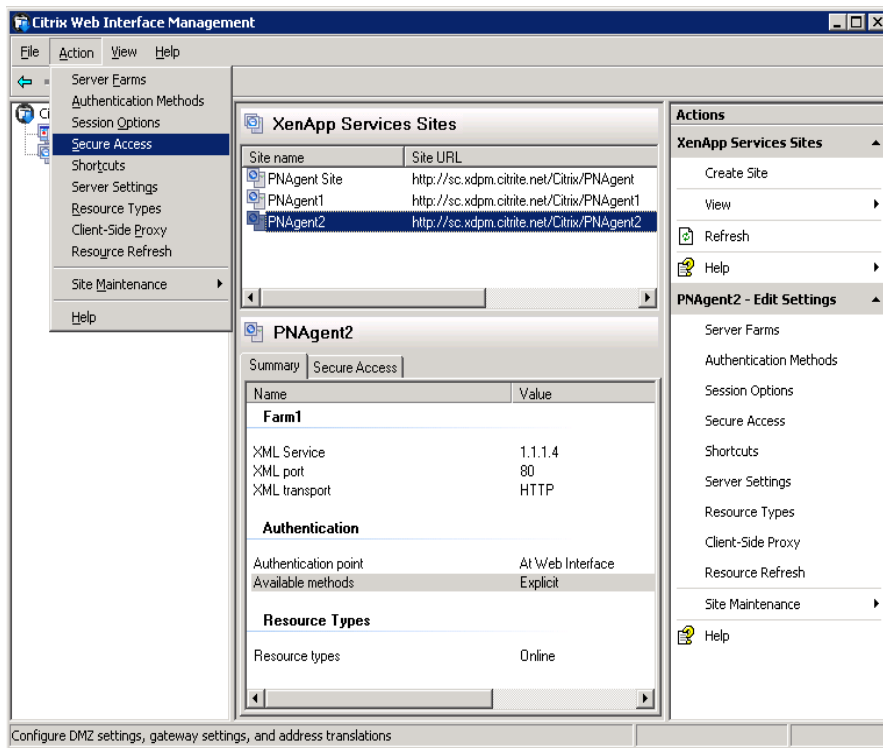 Citrix Web Interface Management
File Action View Help
Server Farms
Authentication Methods
Session Options
Secure Access
Shortcuts
Server Settings
Resource Types
Client-Side Proxy
Resource Refresh
Site Maintenance
Help
Ci
XenApp Services Sites
Site name Site URL
PNAgent Site http://sc.xdpm.citrite.net/Citrix/PNAgent
PNAgent1 http://sc.xdpm.citrite.net/Citrix/PNAgent1
PNAgent2 http://sc.xdpm.citrite.net/Citrix/PNAgent2
PNAgent2
Summary Secure Access
Name Value
Farm1
XML Service 1.1.1.4
XML port 80
XML transport HTTP
Authentication
Authentication point At Web Interface
Available methods Explicit
Resource Types
Resource types Online
Actions
XenApp Services Sites
Create Site
View
Refresh
Help
PNAgent2 - Edit Settings
Server Farms
Authentication Methods
Session Options
Secure Access
Shortcuts
Server Settings
Resource Types
Client-Side Proxy
Resource Refresh
Site Maintenance
Help
Configure DMZ settings, gateway settings, and address translations